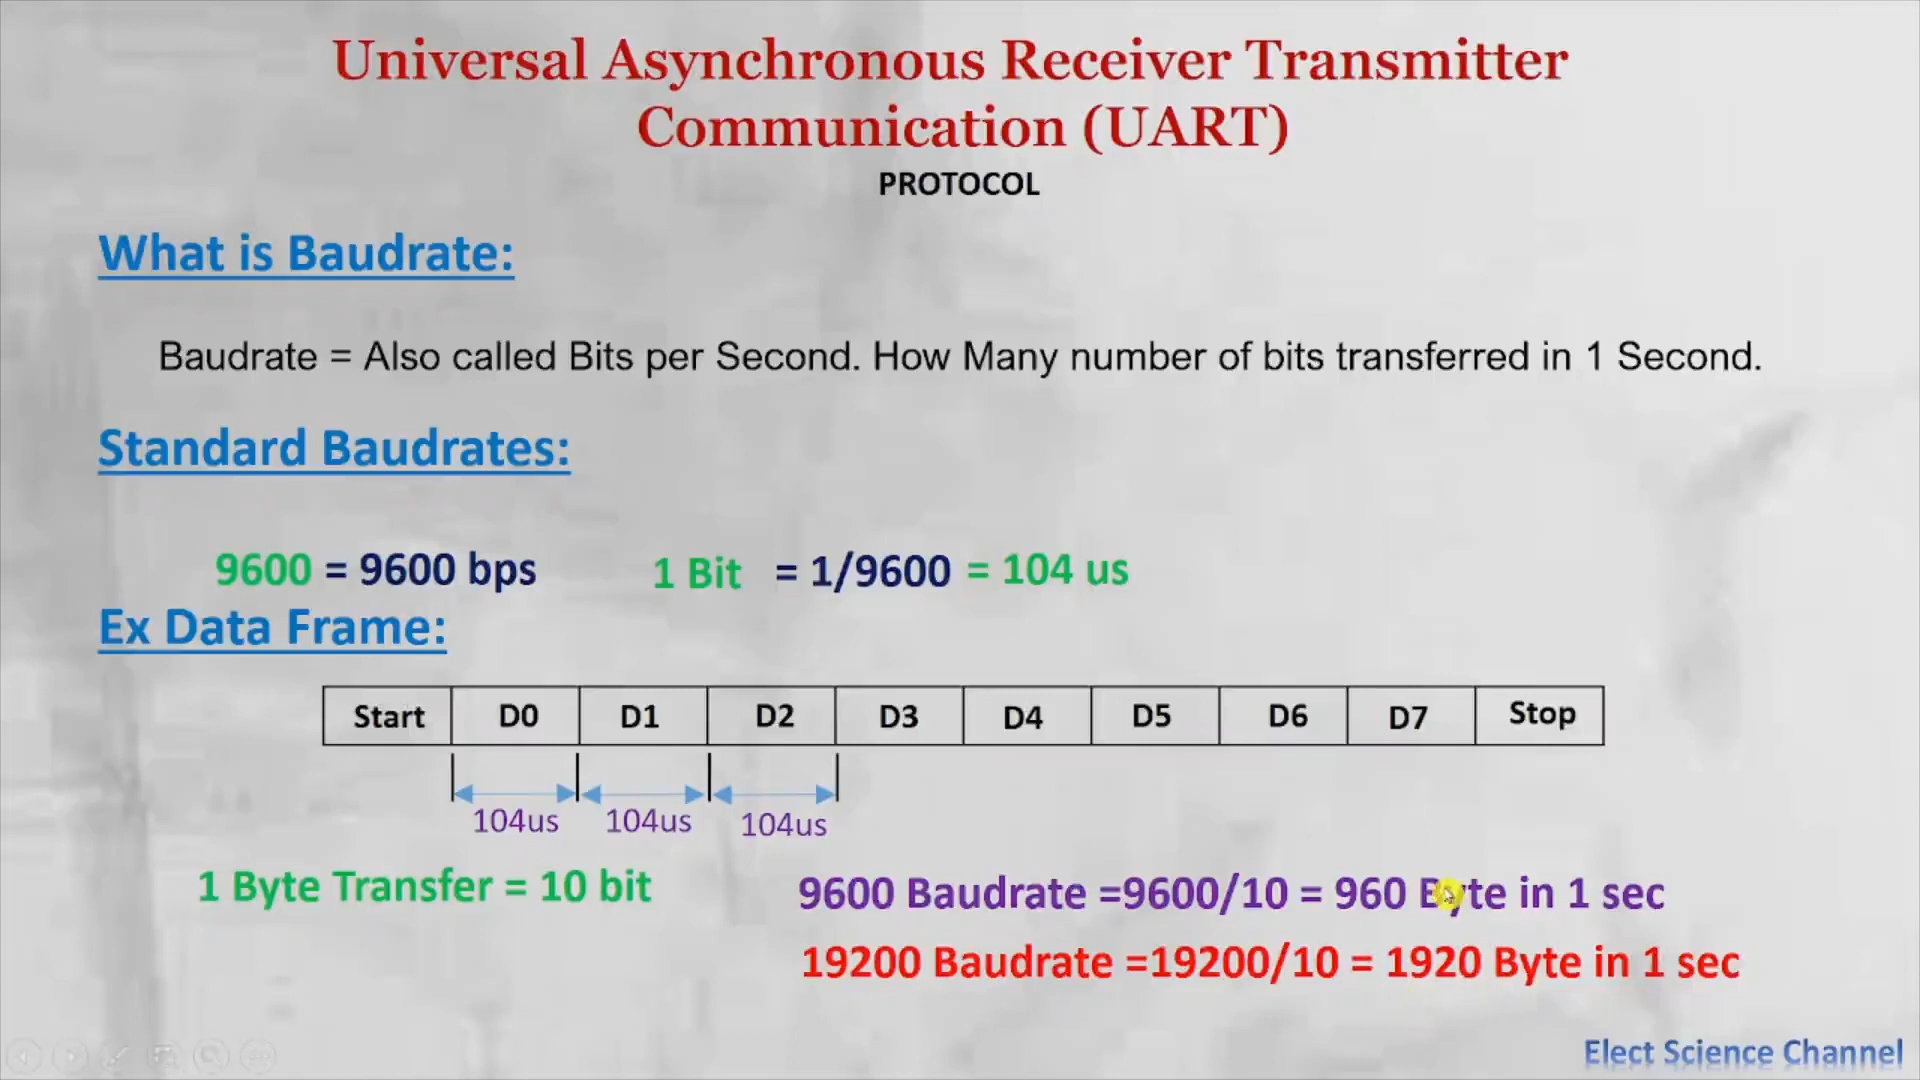 Universal Asynchronous Receiver Transmitter
Communication (UART)
PROTOCOL
What is Baudrate:
Baudrate = Also called Bits per Second. How Many number of bits transferred in 1 Second.
Standard Baudrates:
9600 = 9600 bps 1 Bit = 1/9600 = 104 us
Ex Data Frame:
Start D0 D1 D2 D3 D4 D5 D6 D7 Stop
104us 104us 104us
1 Byte Transfer = 10 bit
9600 Baudrate =9600/10 = 960 Byte in 1 sec
19200 Baudrate =19200/10 = 1920 Byte in 1 sec
Elect Science Channel